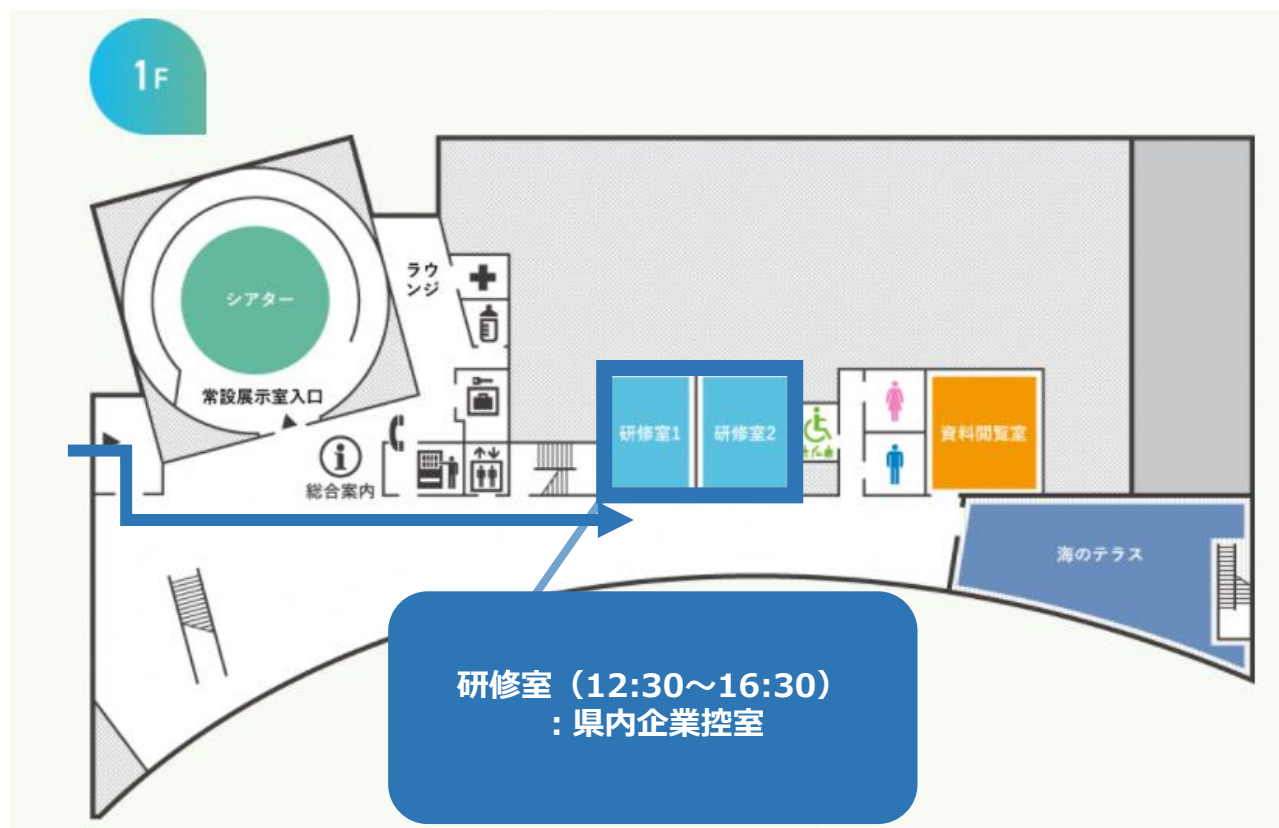 1F
ラウ
ンジ
シアター
常設展示室入口
総合案内
研修室1
研修室2
資料閲覧室
海のテラス
研修室（12:30～16:30）
：県内企業控室